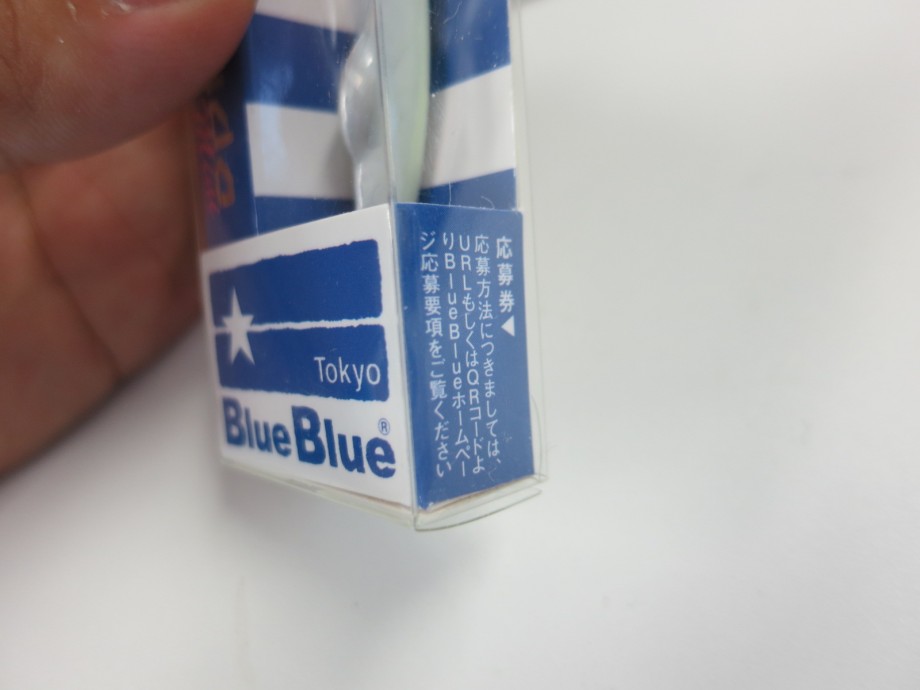 Tokyo
BlueBlue®
応募券◀
応募方法につきましては、
URLもしくはQRコードよ
りBlueBlueホームペー
ジ応募要項をご覧ください